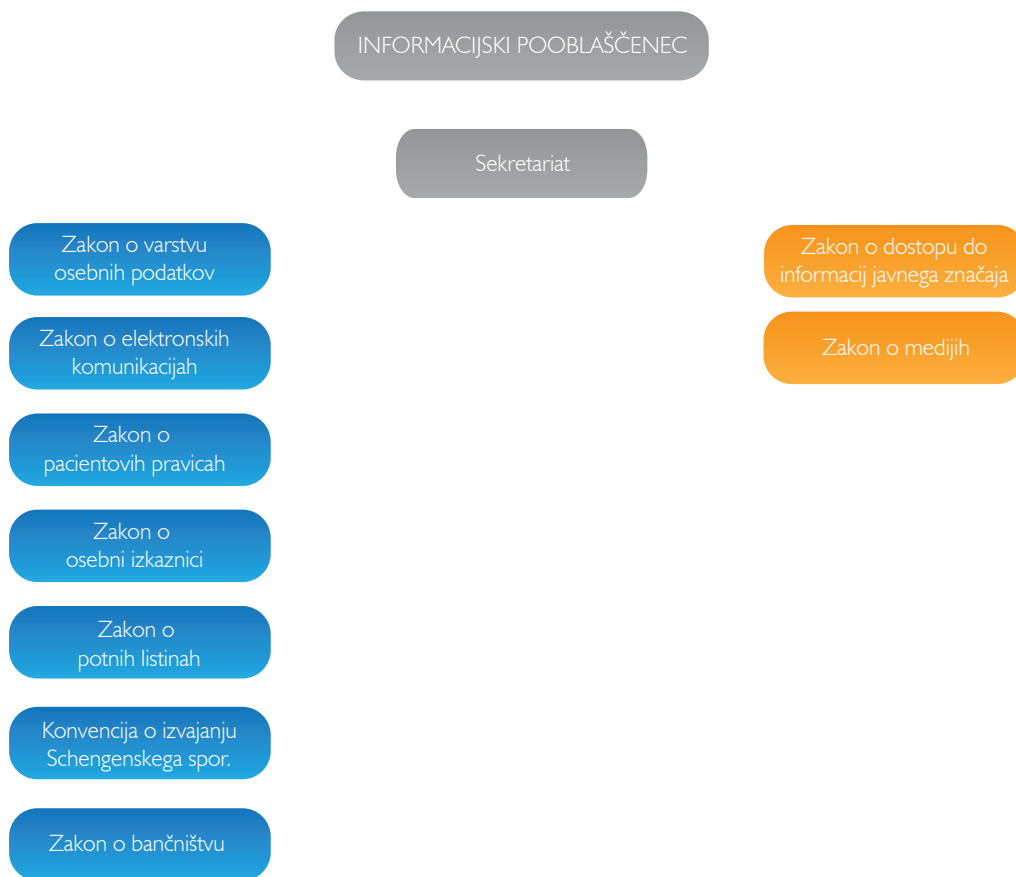 INFORMACIJSKI POOBLAŠČENEC
Sekretariat
Zakon o varstvu
osebnih podatkov
Zakon o elektronskih
komunikacijah
Zakon o
pacientovih pravicah
Zakon o
osebni izkaznici
Zakon o
potnih listinah
Konvencija o izvajanju
Schengenskega spor.
Zakon o bančništvu
Zakon o dostopu do
informacij javnega značaja
Zakon o medijih